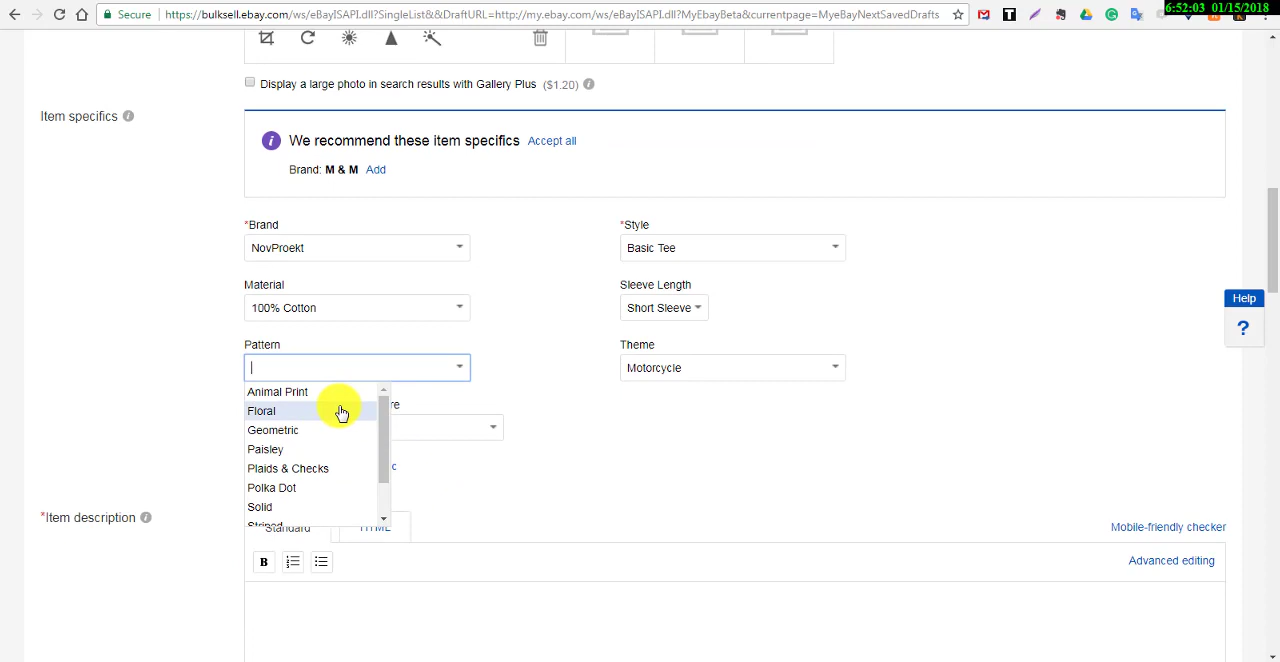 6:52:03 01/15/2018
Secure https://bulksell.ebay.com/ws/eBayISAPI.dll?SingleList&&DraftURL=http://my.ebay.com/ws/eBayISAPI.dll?MyEbayBeta&currentpage=MyeBayNextSavedDrafts
Display a large photo in search results with Gallery Plus ($1.20)
Item specifics
We recommend these item specifics Accept all
Brand: M & M Add
*Brand *Style
NovProekt Basic Tee
Material Sleeve Length
100% Cotton Short Sleeve
Pattern Theme
Motorcycle
Animal Print
re
Floral
Geometric
Paisley
Plaids & Checks
c
Polka Dot
Solid
Striped
*Item description
Standard HTML Mobile-friendly checker
B Advanced editing
Help
?